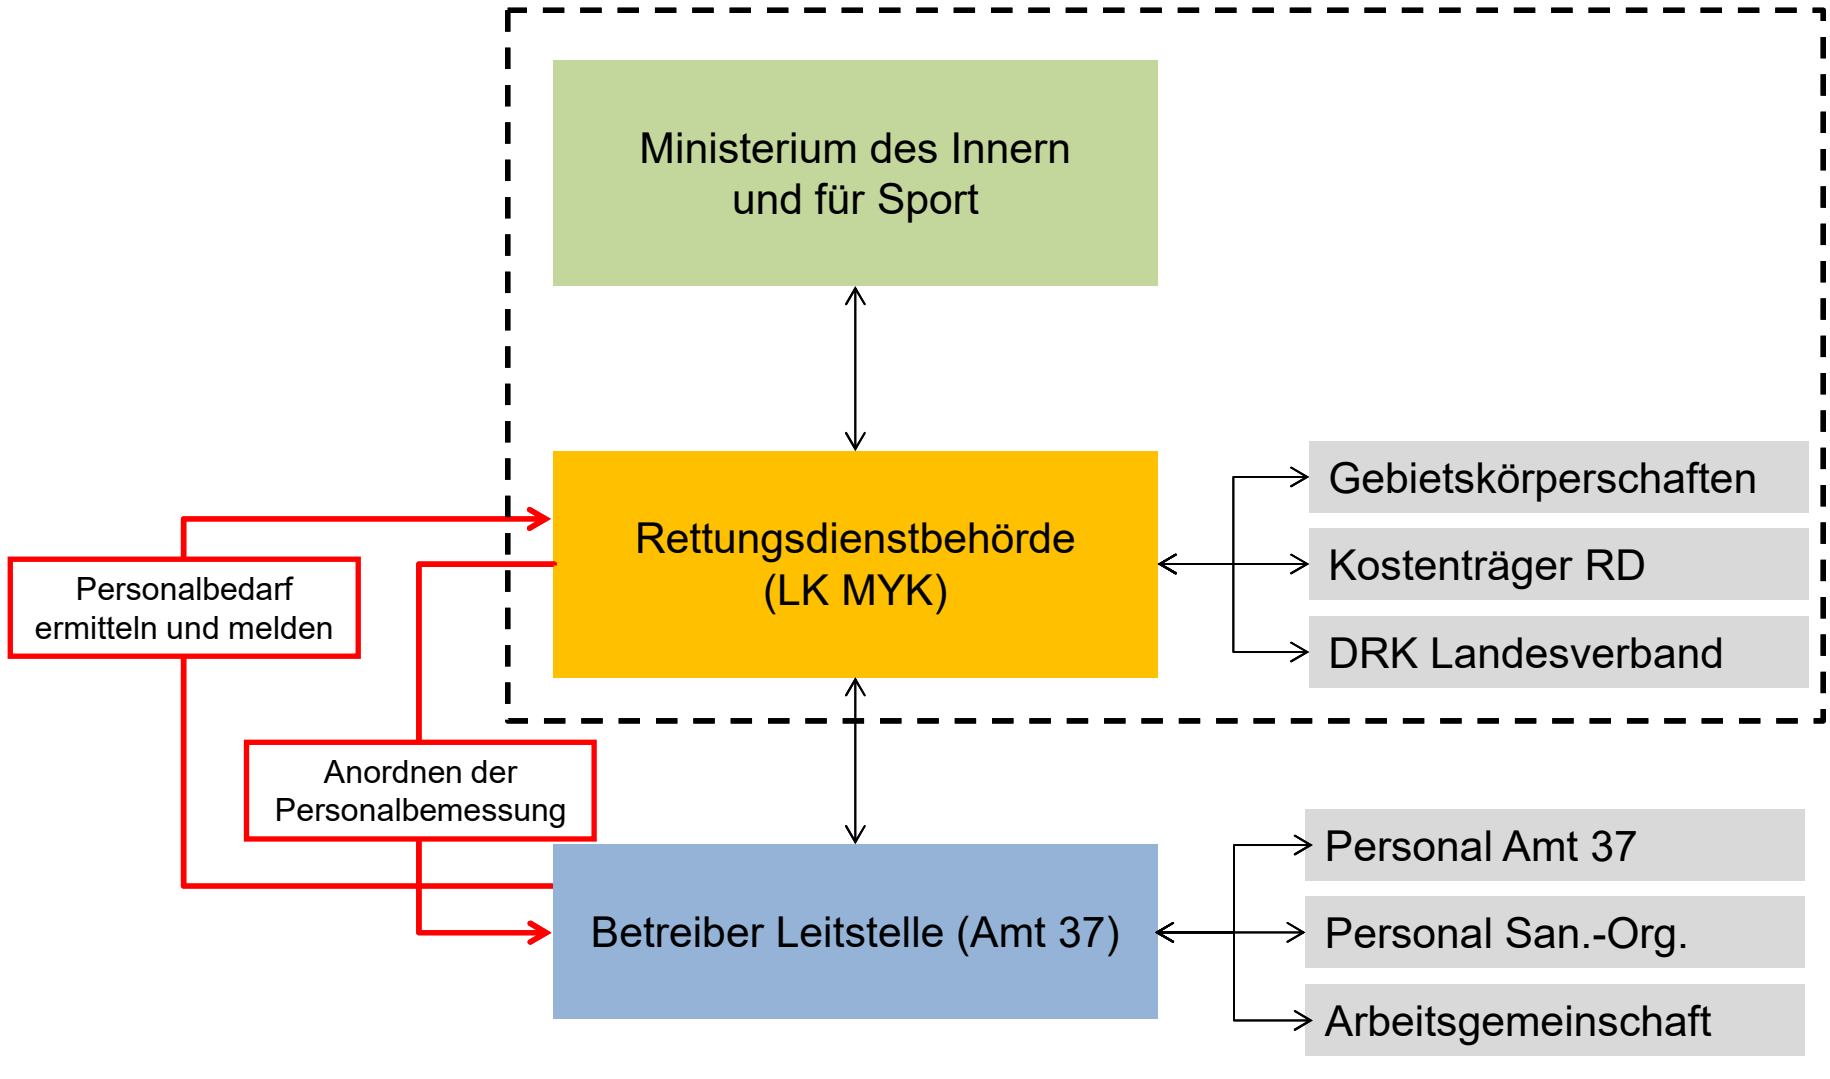 Ministerium des Innern
und für Sport
Rettungsdienstbehörde
(LK MYK)
Gebietskörperschaften
Kostenträger RD
DRK Landesverband
Personalbedarf
ermitteln und melden
Anordnen der
Personalbemessung
Betreiber Leitstelle (Amt 37)
Personal Amt 37
Personal San.-Org.
Arbeitsgemeinschaft